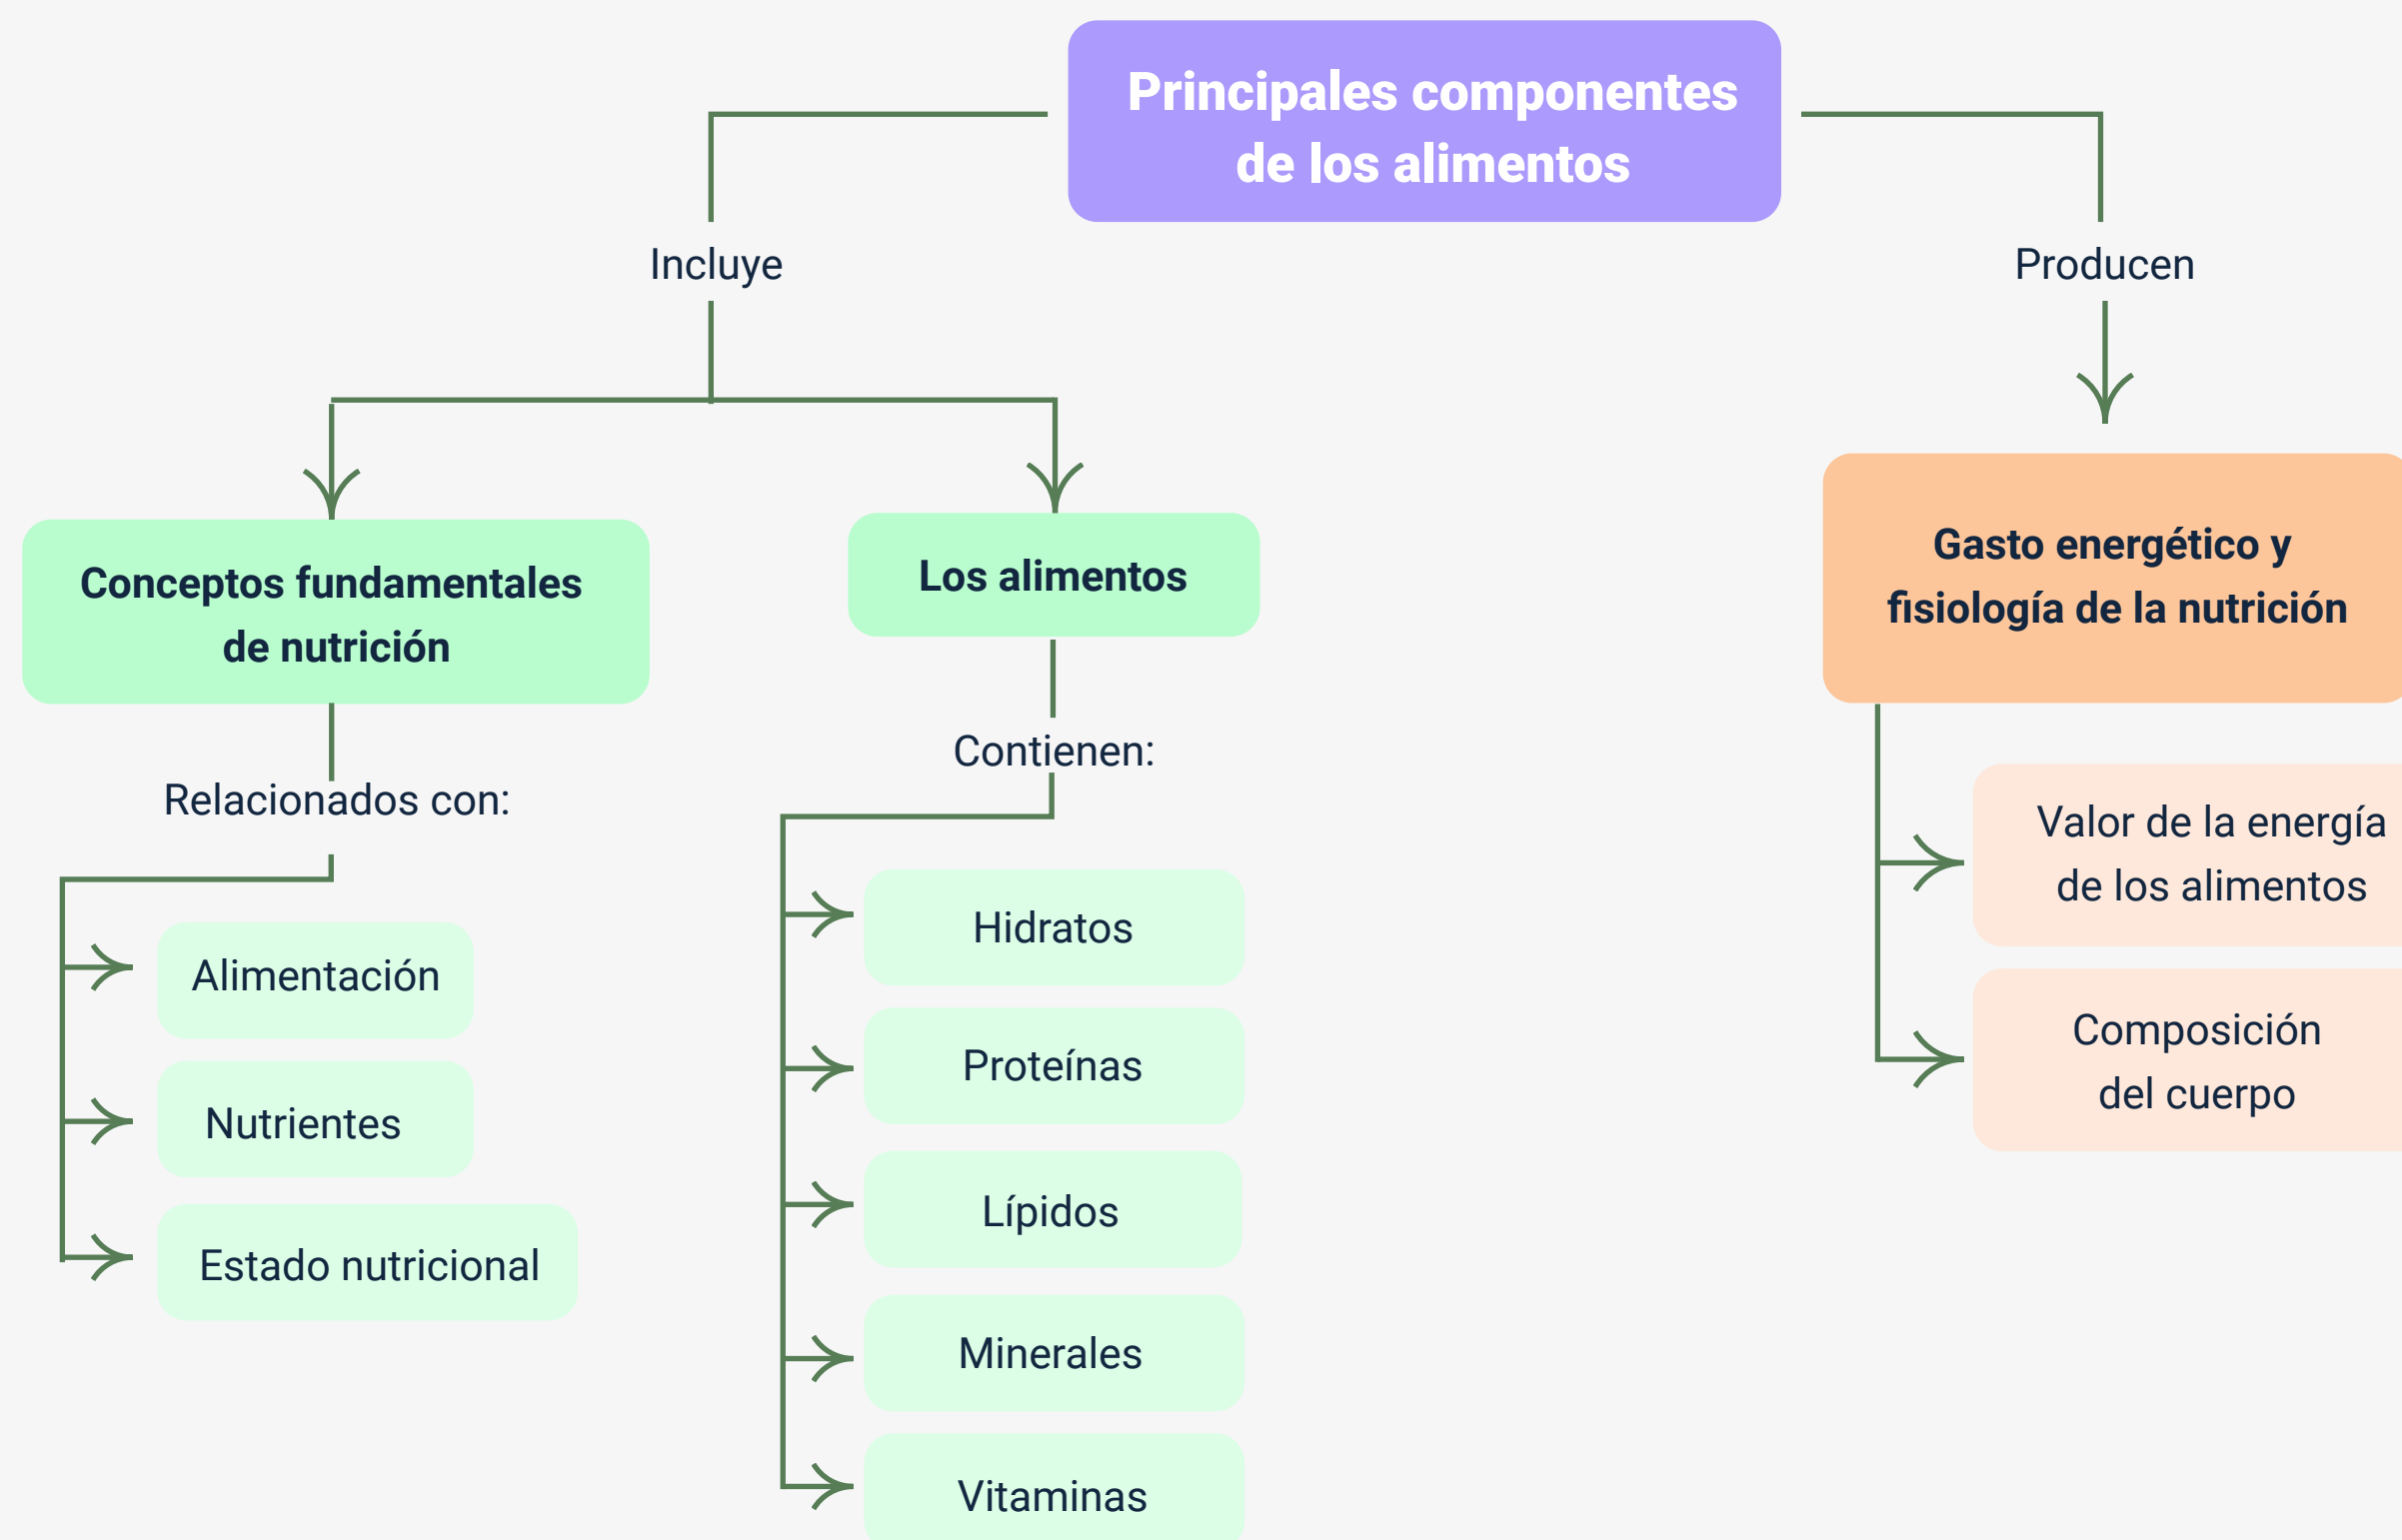 Principales componentes
de los alimentos
Incluye
Producen
Conceptos fundamentales
de nutrición
Relacionados con:
Alimentación
Nutrientes
Estado nutricional
Los alimentos
Contienen:
Hidratos
Proteínas
Lípidos
Minerales
Vitaminas
Gasto energético y
fisiología de la nutrición
Valor de la energía
de los alimentos
Composición
del cuerpo